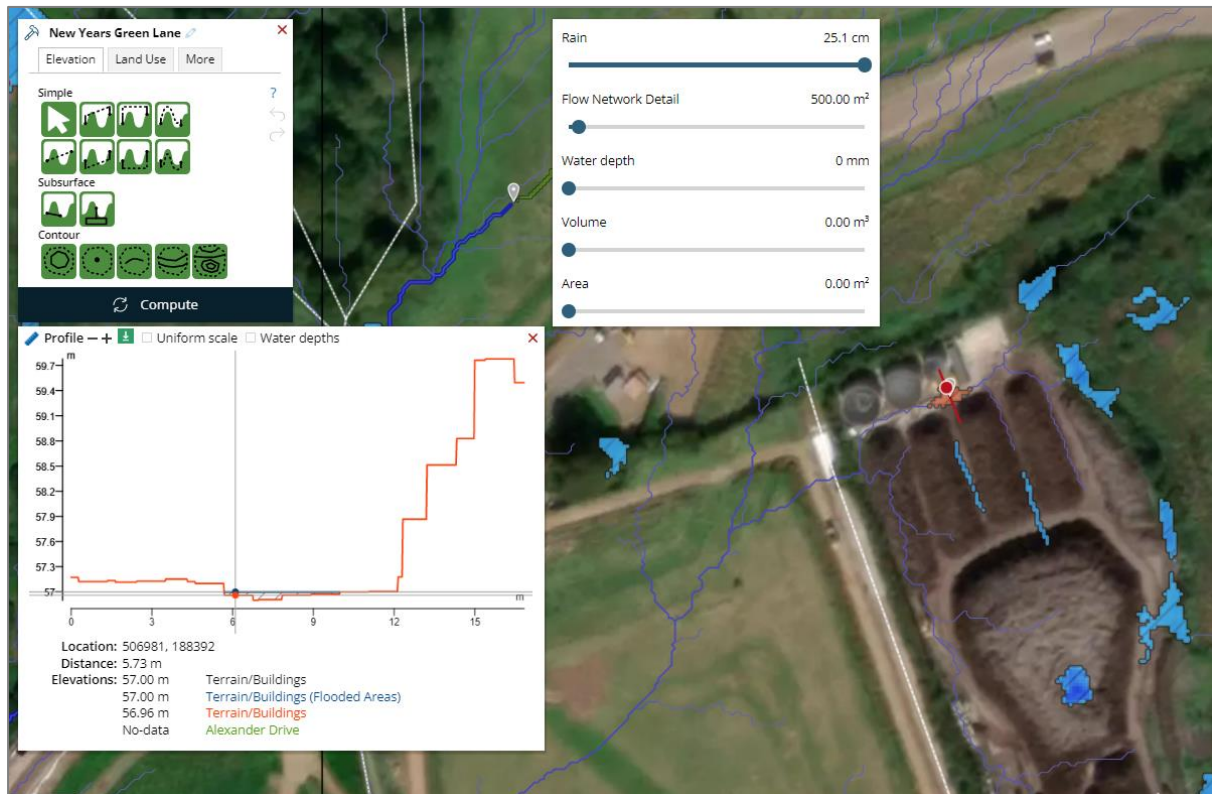 New Years Green Lane
Elevation Land Use More
Simple
?
Subsurface
Contour
Compute
Rain 25.1 cm
Flow Network Detail 500.00 m²
Water depth 0 mm
Volume 0.00 m³
Area 0.00 m²
Profile Uniform scale Water depths
m
59.7
59.4
59.1
58.8
58.5
58.2
57.9
57.6
57.3
57
m
0 3 6 9 12 15
Location: 506981, 188392
Distance: 5.73 m
Elevations: 57.00 m Terrain/Buildings
57.00 m Terrain/Buildings (Flooded Areas)
56.96 m Terrain/Buildings
No-data Alexander Drive